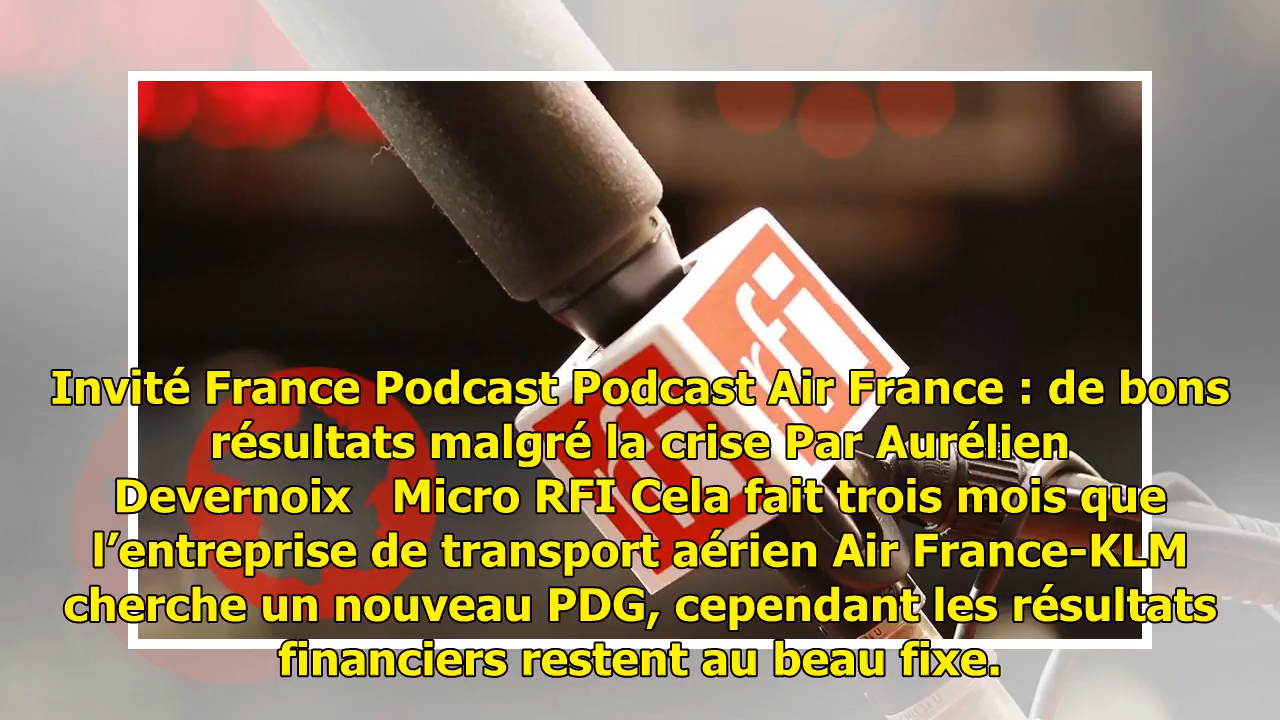 rfi
rfi
Invité France Podcast Podcast Air France : de bons
résultats malgré la crise Par Aurélien
Devernoix Micro RFI Cela fait trois mois que
l’entreprise de transport aérien Air France-KLM
cherche un nouveau PDG, cependant les résultats
financiers restent au beau fixe.